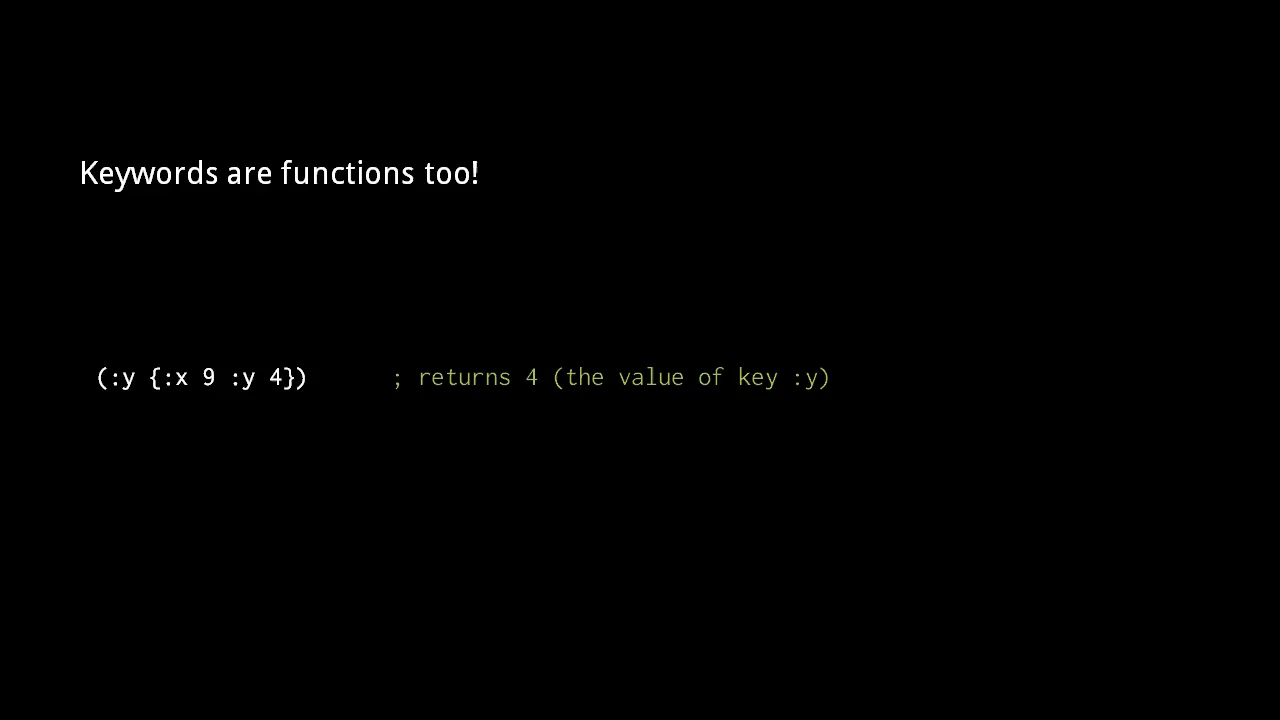 Keywords are functions too!
(:y {:x 9 :y 4}) ; returns 4 (the value of key :y)